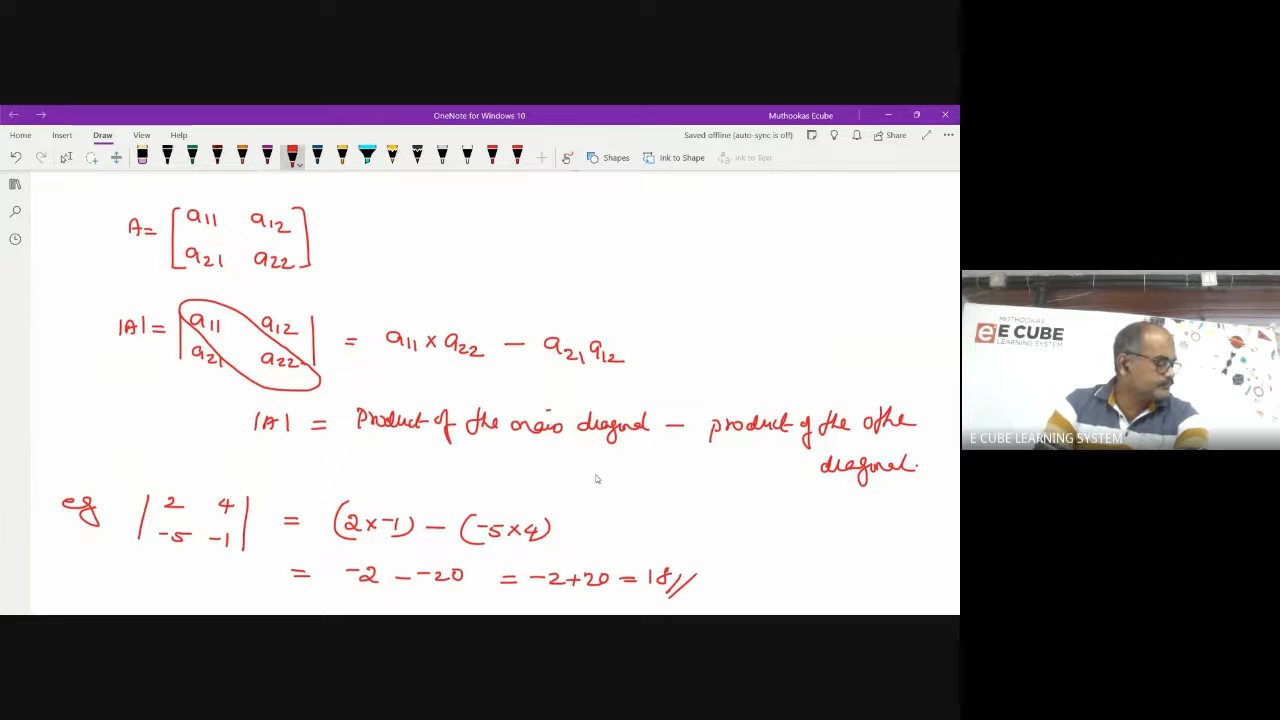 OneNote for Windows 10
Muthookas Ecube
Home Insert Draw View Help
Saved offline (auto-sync is off)
Share
Shapes
Ink to Shape
Ink to Text
A= [ a11 a12
a21 a22 ]
|A| = | a11 a12
a21 a22 | = a11 × a22 − a21 a12
|A| = Product of the main diagonal − product of the other
diagonal.
eg | 2 4
-5 -1 | = (2×-1) − (-5×4)
= -2 − -20 = -2+20 = 18//
MUTHOOKAS
e E CUBE
LEARNING SYSTEM
E CUBE LEARNING SYSTEM